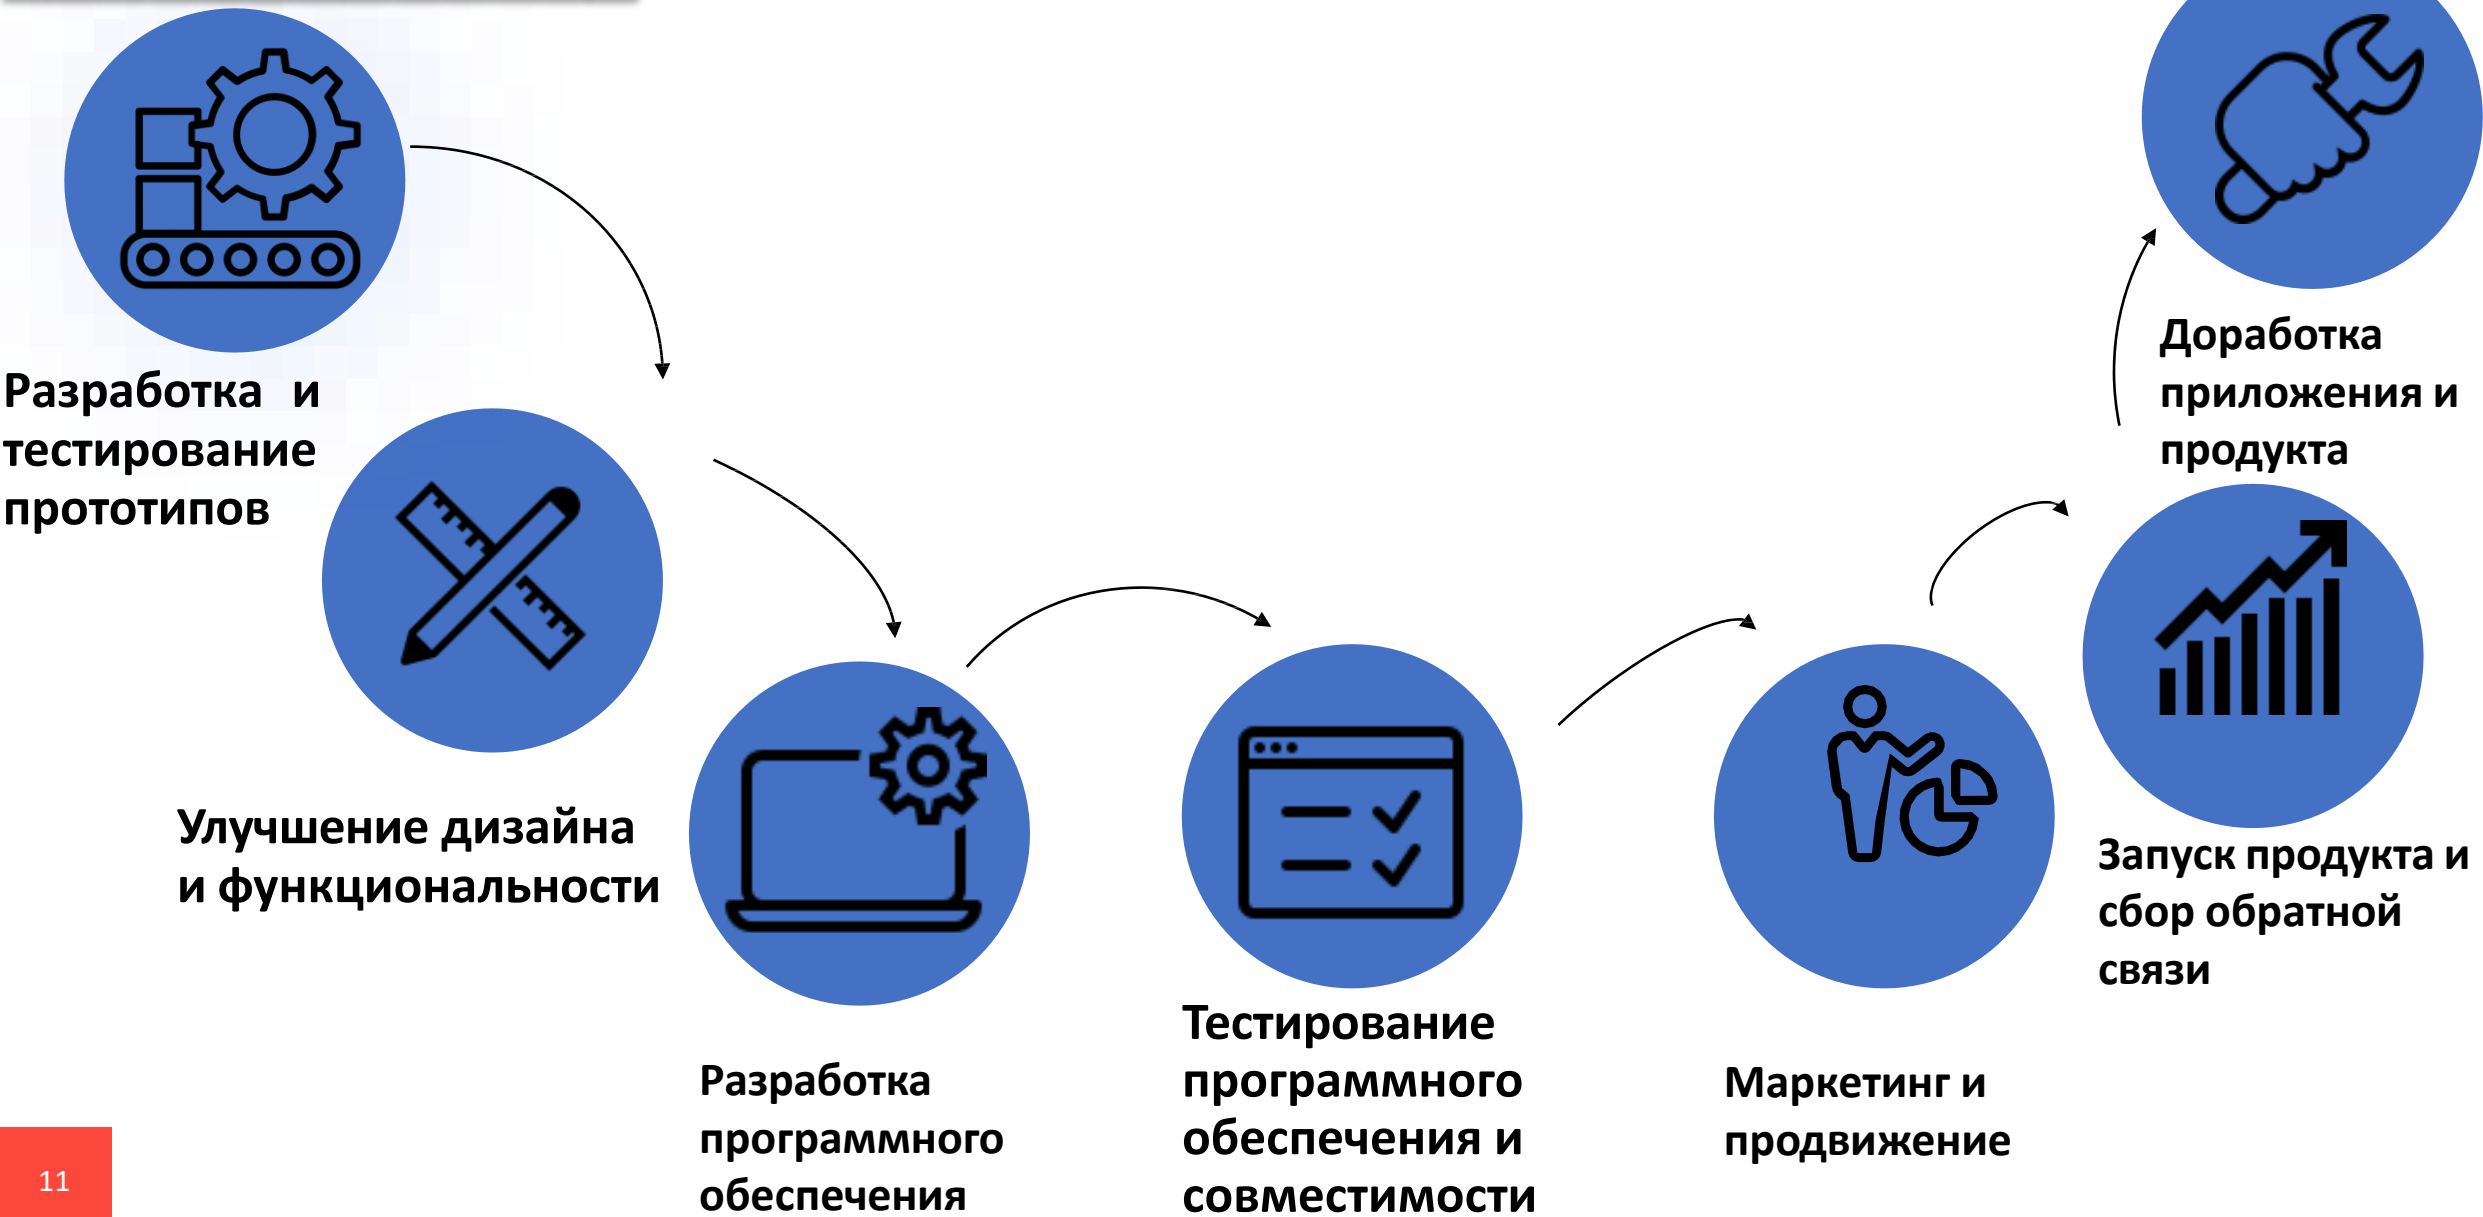 Разработка и
тестирование
прототипов
Улучшение дизайна
и функциональности
Разработка
программного
обеспечения
Тестирование
программного
обеспечения и
совместимости
Маркетинг и
продвижение
Запуск продукта и
сбор обратной
связи
Доработка
приложения и
продукта
11